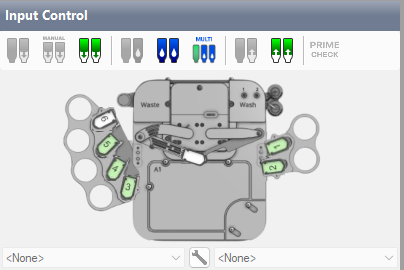 Input Control
MANUAL
MULTI
PRIME
CHECK
Waste
Wash
6
5
4
3
1
2
A1
<None>
<None>